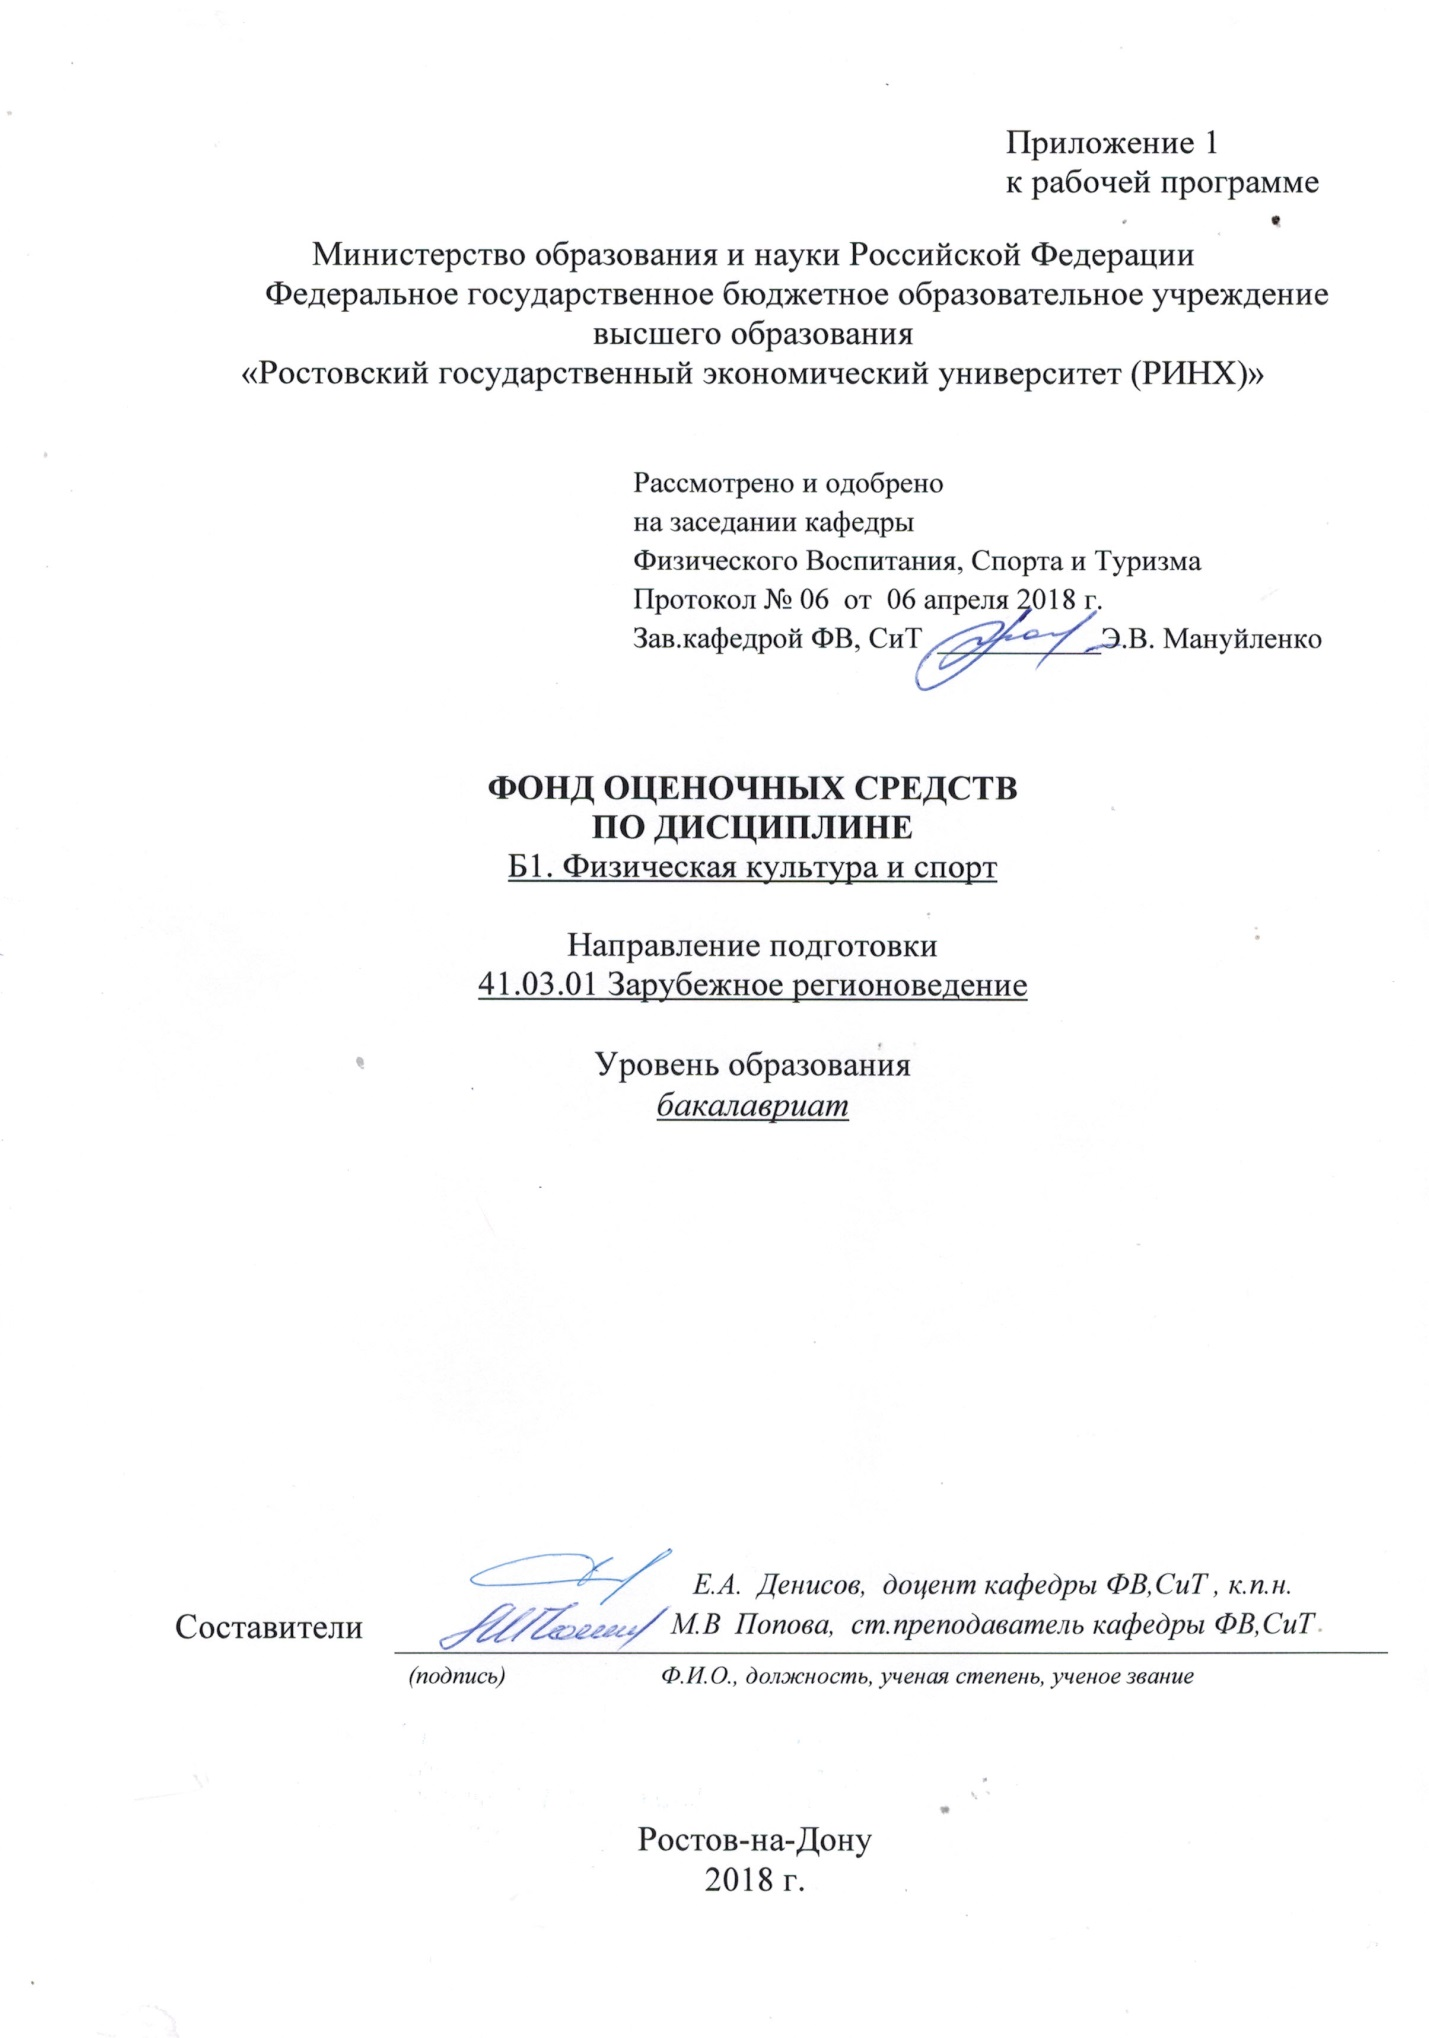 Приложение 1
к рабочей программе
Министерство образования и науки Российской Федерации
Федеральное государственное бюджетное образовательное учреждение
высшего образования
«Ростовский государственный экономический университет (РИНХ)»
Рассмотрено и одобрено
на заседании кафедры
Физического Воспитания, Спорта и Туризма
Протокол № 06 от 06 апреля 2018 г.
Зав.кафедрой ФВ, СиТ ___________Э.В. Мануйленко
ФОНД ОЦЕНОЧНЫХ СРЕДСТВ
ПО ДИСЦИПЛИНЕ
Б1. Физическая культура и спорт
Направление подготовки
41.03.01 Зарубежное регионоведение
Уровень образования
бакалавриат
Е.А. Денисов, доцент кафедры ФВ,СиТ , к.п.н.
Составители М.В Попова, ст.преподаватель кафедры ФВ,СиТ
(подпись) Ф.И.О., должность, ученая степень, ученое звание
Ростов-на-Дону
2018 г.